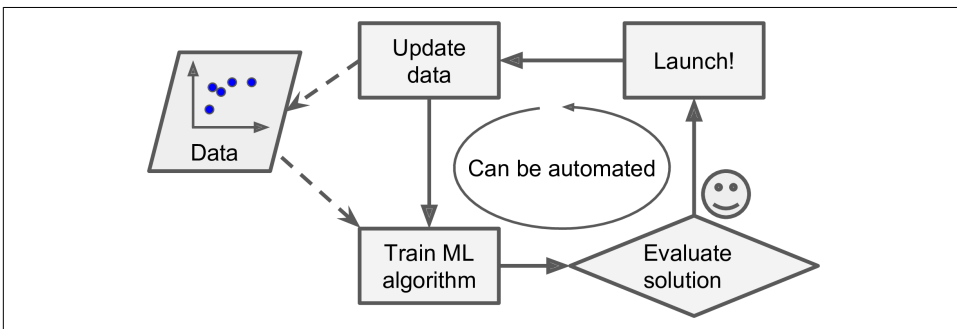 Update
data
Launch!
Data
Can be automated
Train ML
algorithm
Evaluate
solution